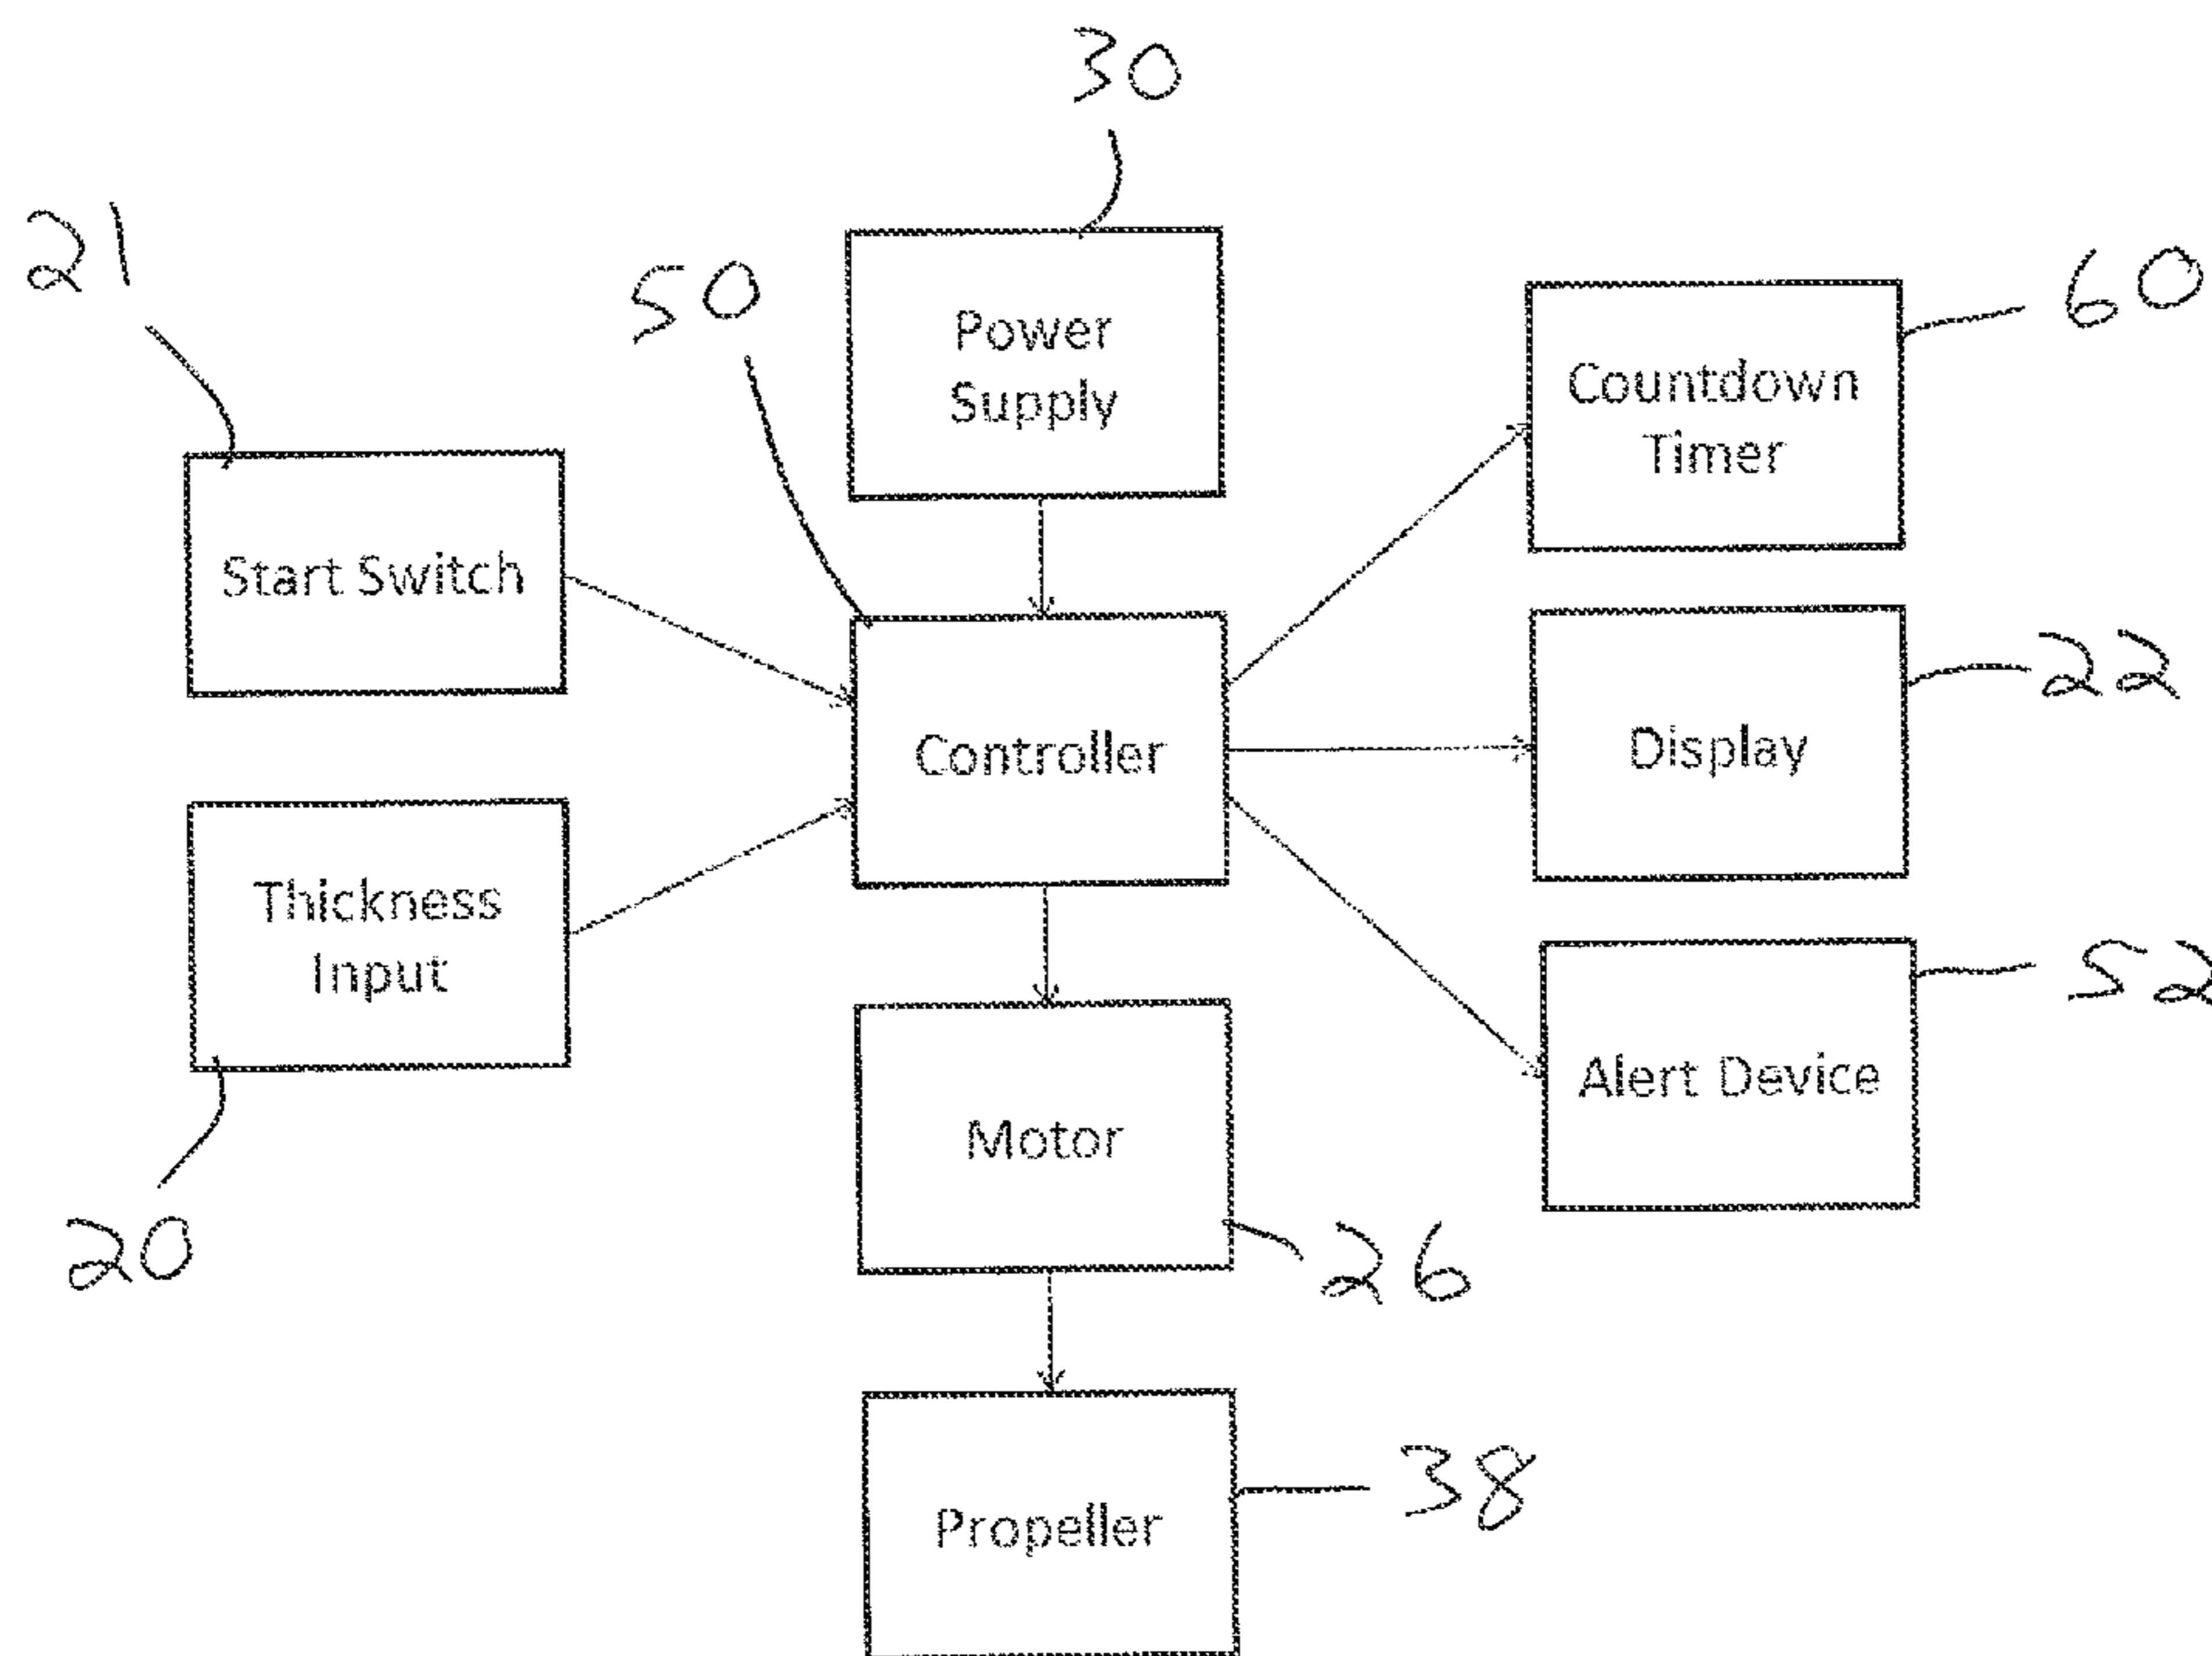 30
21
50
Power
Supply
60
Countdown
Timer
Start Switch
22
Controller
Display
Thickness
Input
52
Alert Device
Motor
20
26
38
Propeller